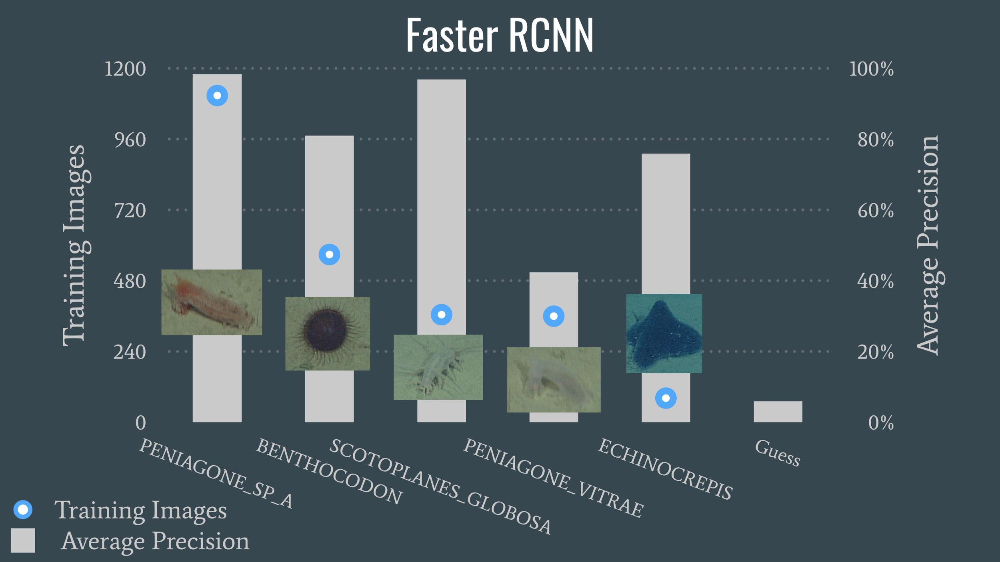 Faster RCNN
1200
960
720
480
240
0
Training Images
100%
80%
60%
40%
20%
0%
Average Precision
PENIAGONE_SP_A
BENTHOCODON
SCOTOPLANES_GLOBOSA
PENIAGONE_VITRAE
ECHINOCREPIS
Guess
Training Images
Average Precision